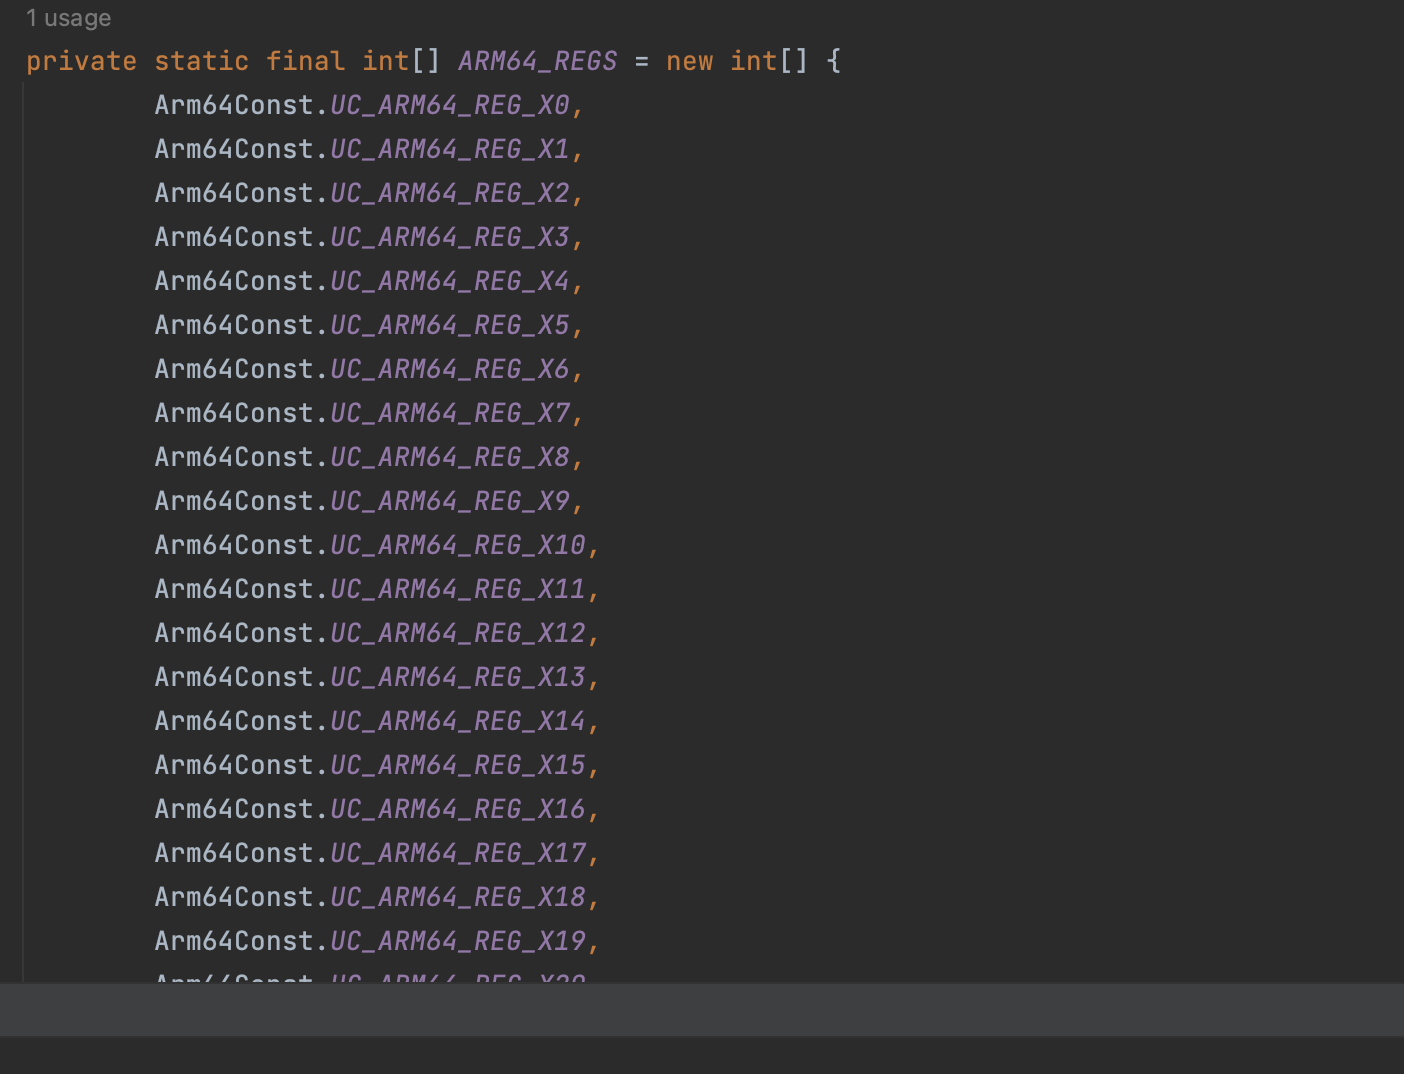 1 usage
private static final int[] ARM64_REGS = new int[] {
Arm64Const.UC_ARM64_REG_X0,
Arm64Const.UC_ARM64_REG_X1,
Arm64Const.UC_ARM64_REG_X2,
Arm64Const.UC_ARM64_REG_X3,
Arm64Const.UC_ARM64_REG_X4,
Arm64Const.UC_ARM64_REG_X5,
Arm64Const.UC_ARM64_REG_X6,
Arm64Const.UC_ARM64_REG_X7,
Arm64Const.UC_ARM64_REG_X8,
Arm64Const.UC_ARM64_REG_X9,
Arm64Const.UC_ARM64_REG_X10,
Arm64Const.UC_ARM64_REG_X11,
Arm64Const.UC_ARM64_REG_X12,
Arm64Const.UC_ARM64_REG_X13,
Arm64Const.UC_ARM64_REG_X14,
Arm64Const.UC_ARM64_REG_X15,
Arm64Const.UC_ARM64_REG_X16,
Arm64Const.UC_ARM64_REG_X17,
Arm64Const.UC_ARM64_REG_X18,
Arm64Const.UC_ARM64_REG_X19,